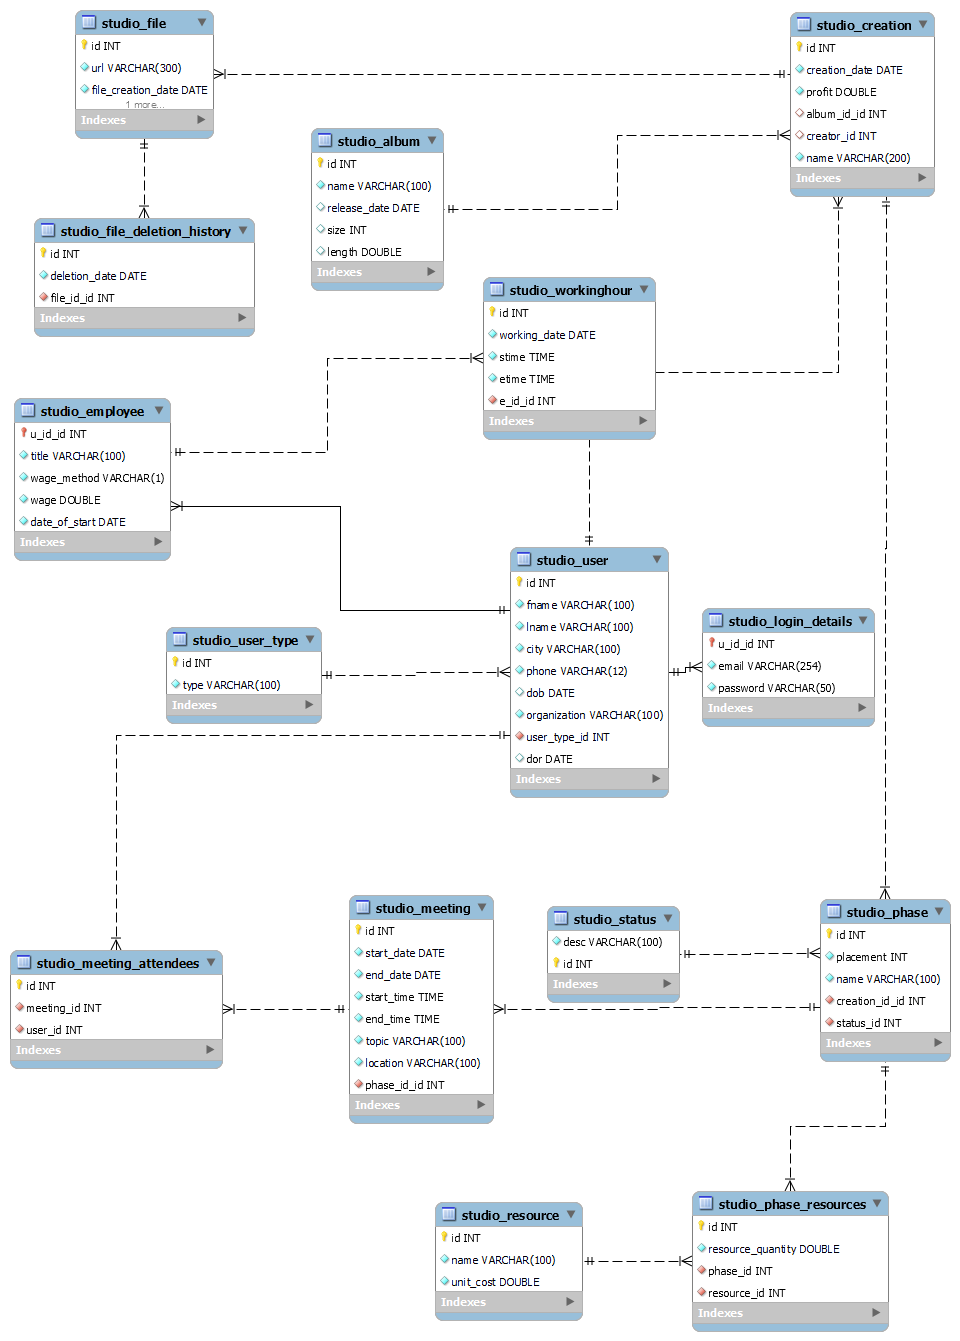 studio_file
id INT
url VARCHAR(300)
file_creation_date DATE
1 more...
Indexes
studio_creation
id INT
creation_date DATE
profit DOUBLE
album_id_id INT
creator_id INT
name VARCHAR(200)
Indexes
studio_album
id INT
name VARCHAR(100)
release_date DATE
size INT
length DOUBLE
Indexes
studio_file_deletion_history
id INT
deletion_date DATE
file_id_id INT
Indexes
studio_workinghour
id INT
working_date DATE
stime TIME
etime TIME
e_id_id INT
Indexes
studio_employee
u_id_id INT
title VARCHAR(100)
wage_method VARCHAR(1)
wage DOUBLE
date_of_start DATE
Indexes
studio_user
id INT
fname VARCHAR(100)
lname VARCHAR(100)
city VARCHAR(100)
phone VARCHAR(12)
dob DATE
organization VARCHAR(100)
user_type_id INT
dor DATE
Indexes
studio_login_details
u_id_id INT
email VARCHAR(254)
password VARCHAR(50)
Indexes
studio_user_type
id INT
type VARCHAR(100)
Indexes
studio_meeting
id INT
start_date DATE
end_date DATE
start_time TIME
end_time TIME
topic VARCHAR(100)
location VARCHAR(100)
phase_id_id INT
Indexes
studio_status
desc VARCHAR(100)
id INT
Indexes
studio_phase
id INT
placement INT
name VARCHAR(100)
creation_id_id INT
status_id INT
Indexes
studio_meeting_attendees
id INT
meeting_id INT
user_id INT
Indexes
studio_resource
id INT
name VARCHAR(100)
unit_cost DOUBLE
Indexes
studio_phase_resources
id INT
resource_quantity DOUBLE
phase_id INT
resource_id INT
Indexes